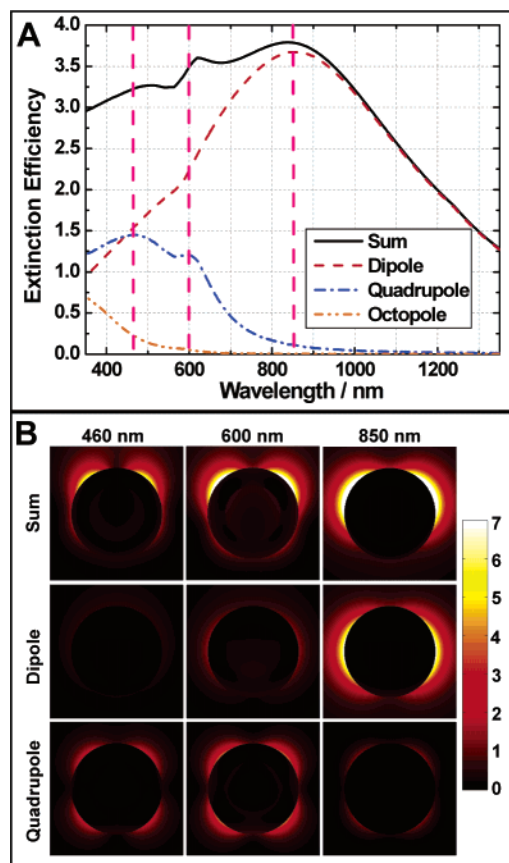 A
Extinction Efficiency
4.0
3.5
3.0
2.5
2.0
1.5
1.0
0.5
0.0
Sum
Dipole
Quadrupole
Octopole
400 600 800 1000 1200
Wavelength / nm
B
460 nm 600 nm 850 nm
Sum
Dipole
Quadrupole
7
6
5
4
3
2
1
0